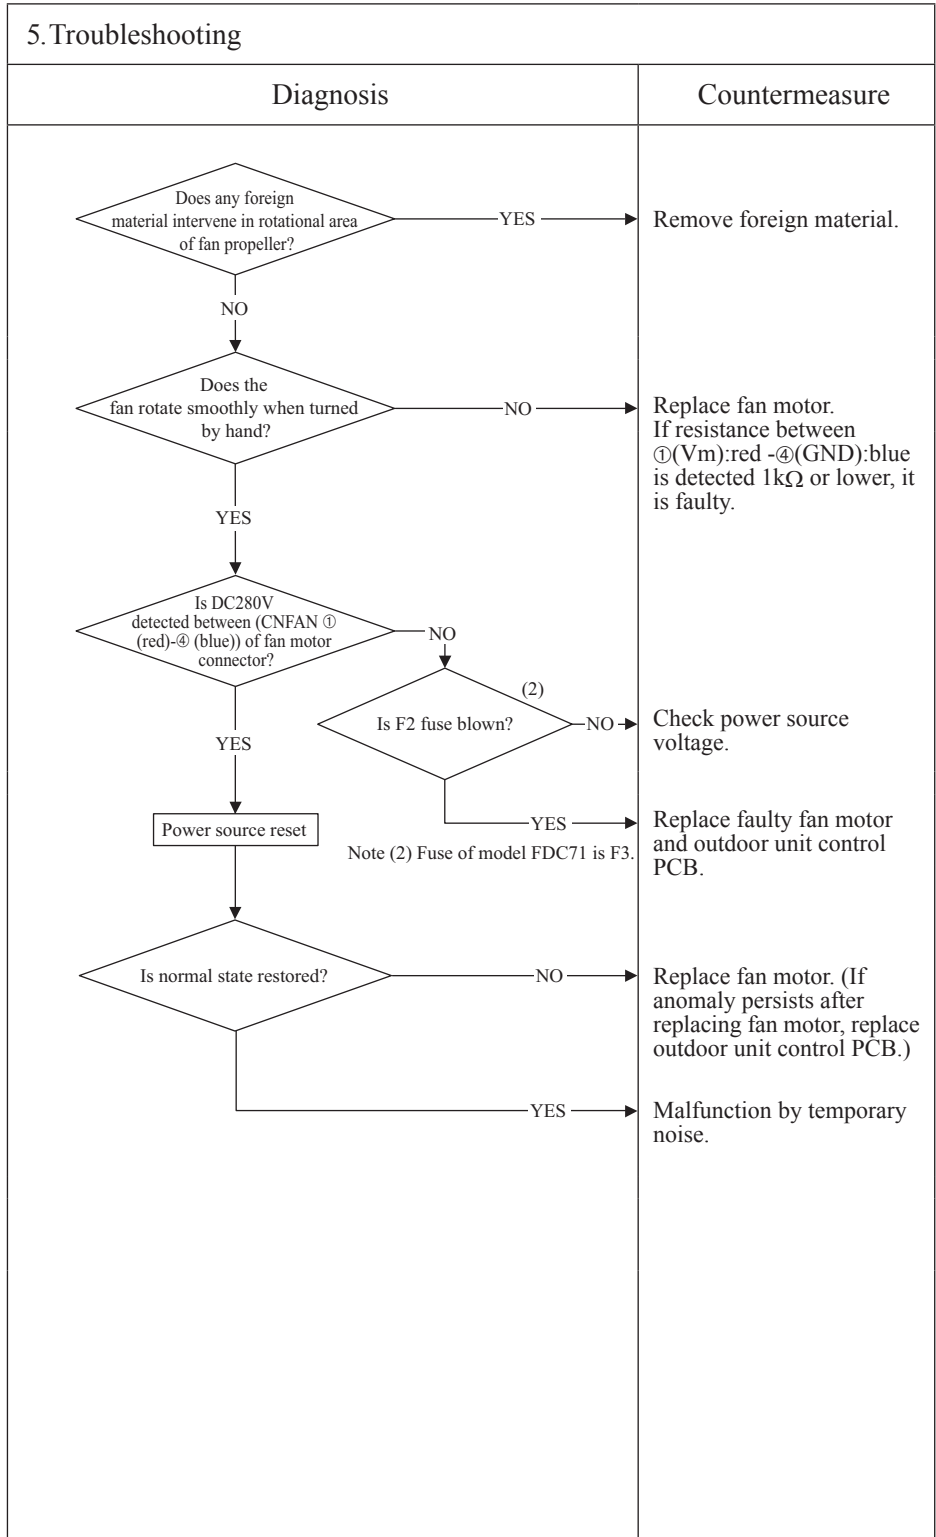 5.Troubleshooting
Diagnosis
Countermeasure
Does any foreign
material intervene in rotational area
of fan propeller?
YES
Remove foreign material.
NO
Does the
fan rotate smoothly when turned
by hand?
NO
Replace fan motor.
If resistance between
①(Vm):red -④(GND):blue
is detected 1kΩ or lower, it
is faulty.
YES
Is DC280V
detected between (CNFAN ①
(red)-④ (blue)) of fan motor
connector?
NO
(2)
Is F2 fuse blown?
NO
Check power source
voltage.
YES
YES
Replace faulty fan motor
and outdoor unit control
PCB.
Power source reset
Note (2) Fuse of model FDC71 is F3.
Is normal state restored?
NO
Replace fan motor. (If
anomaly persists after
replacing fan motor, replace
outdoor unit control PCB.)
YES
Malfunction by temporary
noise.